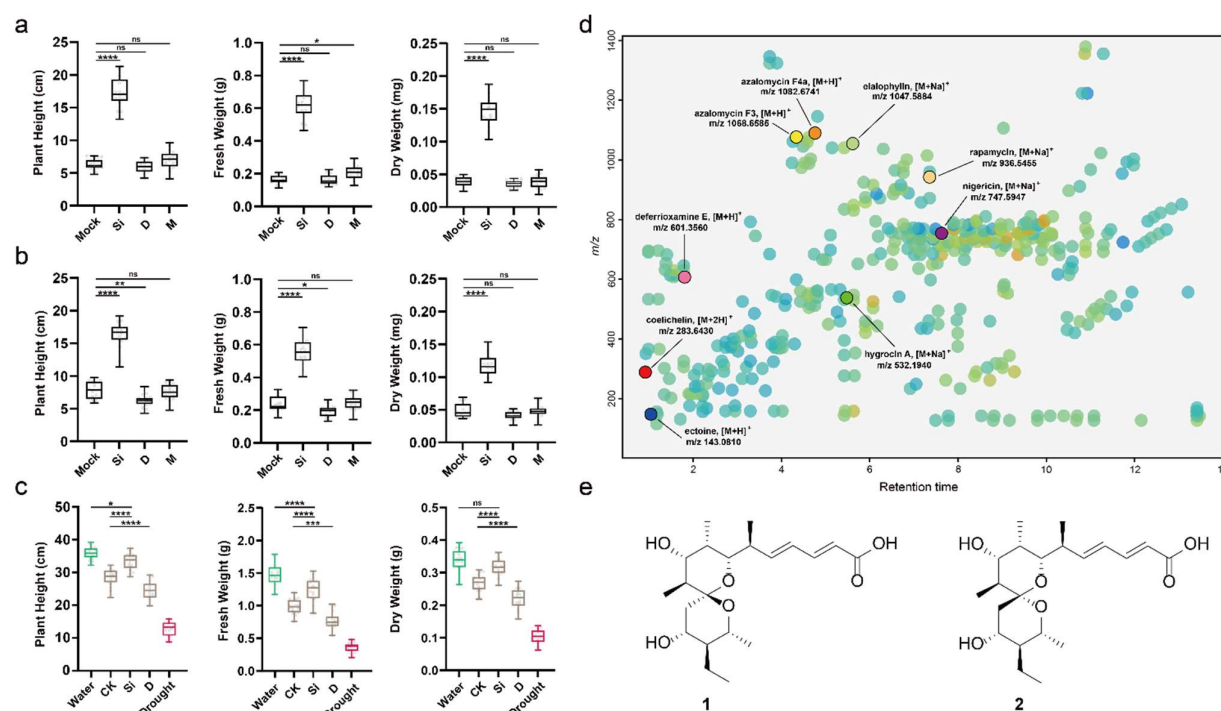 a
Plant Height (cm)
25
20
15
10
5
0
ns
ns
****
Mock
Si
D
M
Fresh Weight (g)
1.0
0.8
0.6
0.4
0.2
0.0
*
ns
****
Mock
Si
D
M
Dry Weight (mg)
0.25
0.20
0.15
0.10
0.05
0.00
ns
ns
****
Mock
Si
D
M
b
Plant Height (cm)
25
20
15
10
5
0
ns
**
****
Mock
Si
D
M
Fresh Weight (g)
1.0
0.8
0.6
0.4
0.2
0.0
ns
*
****
Mock
Si
D
M
Dry Weight (mg)
0.25
0.20
0.15
0.10
0.05
0.00
ns
ns
****
Mock
Si
D
M
c
Plant Height (cm)
50
40
30
20
10
0
*
****
****
Water
CK
Si
D
Drought
Fresh Weight (g)
2.5
2.0
1.5
1.0
0.5
0.0
****
****
***
Water
CK
Si
D
Drought
Dry Weight (g)
0.5
0.4
0.3
0.2
0.1
0.0
ns
****
****
Water
CK
Si
D
Drought
d
m/z
1400
1200
1000
800
600
400
200
azalomycin F4a, [M+H]+
m/z 1082.6741
elalophylin, [M+Na]+
m/z 1047.5884
azalomycin F3, [M+H]+
m/z 1068.6585
rapamycin, [M+Na]+
m/z 936.5455
nigericin, [M+Na]+
m/z 747.5947
deferrioxamine E, [M+H]+
m/z 601.3560
coelichelin, [M+2H]+
m/z 283.6430
hygrocin A, [M+Na]+
m/z 532.1940
ectoine, [M+H]+
m/z 143.0810
2
4
6
8
10
12
Retention time
e
HO
O
O
HO
OH
O
1
HO
O
O
HO
OH
O
2